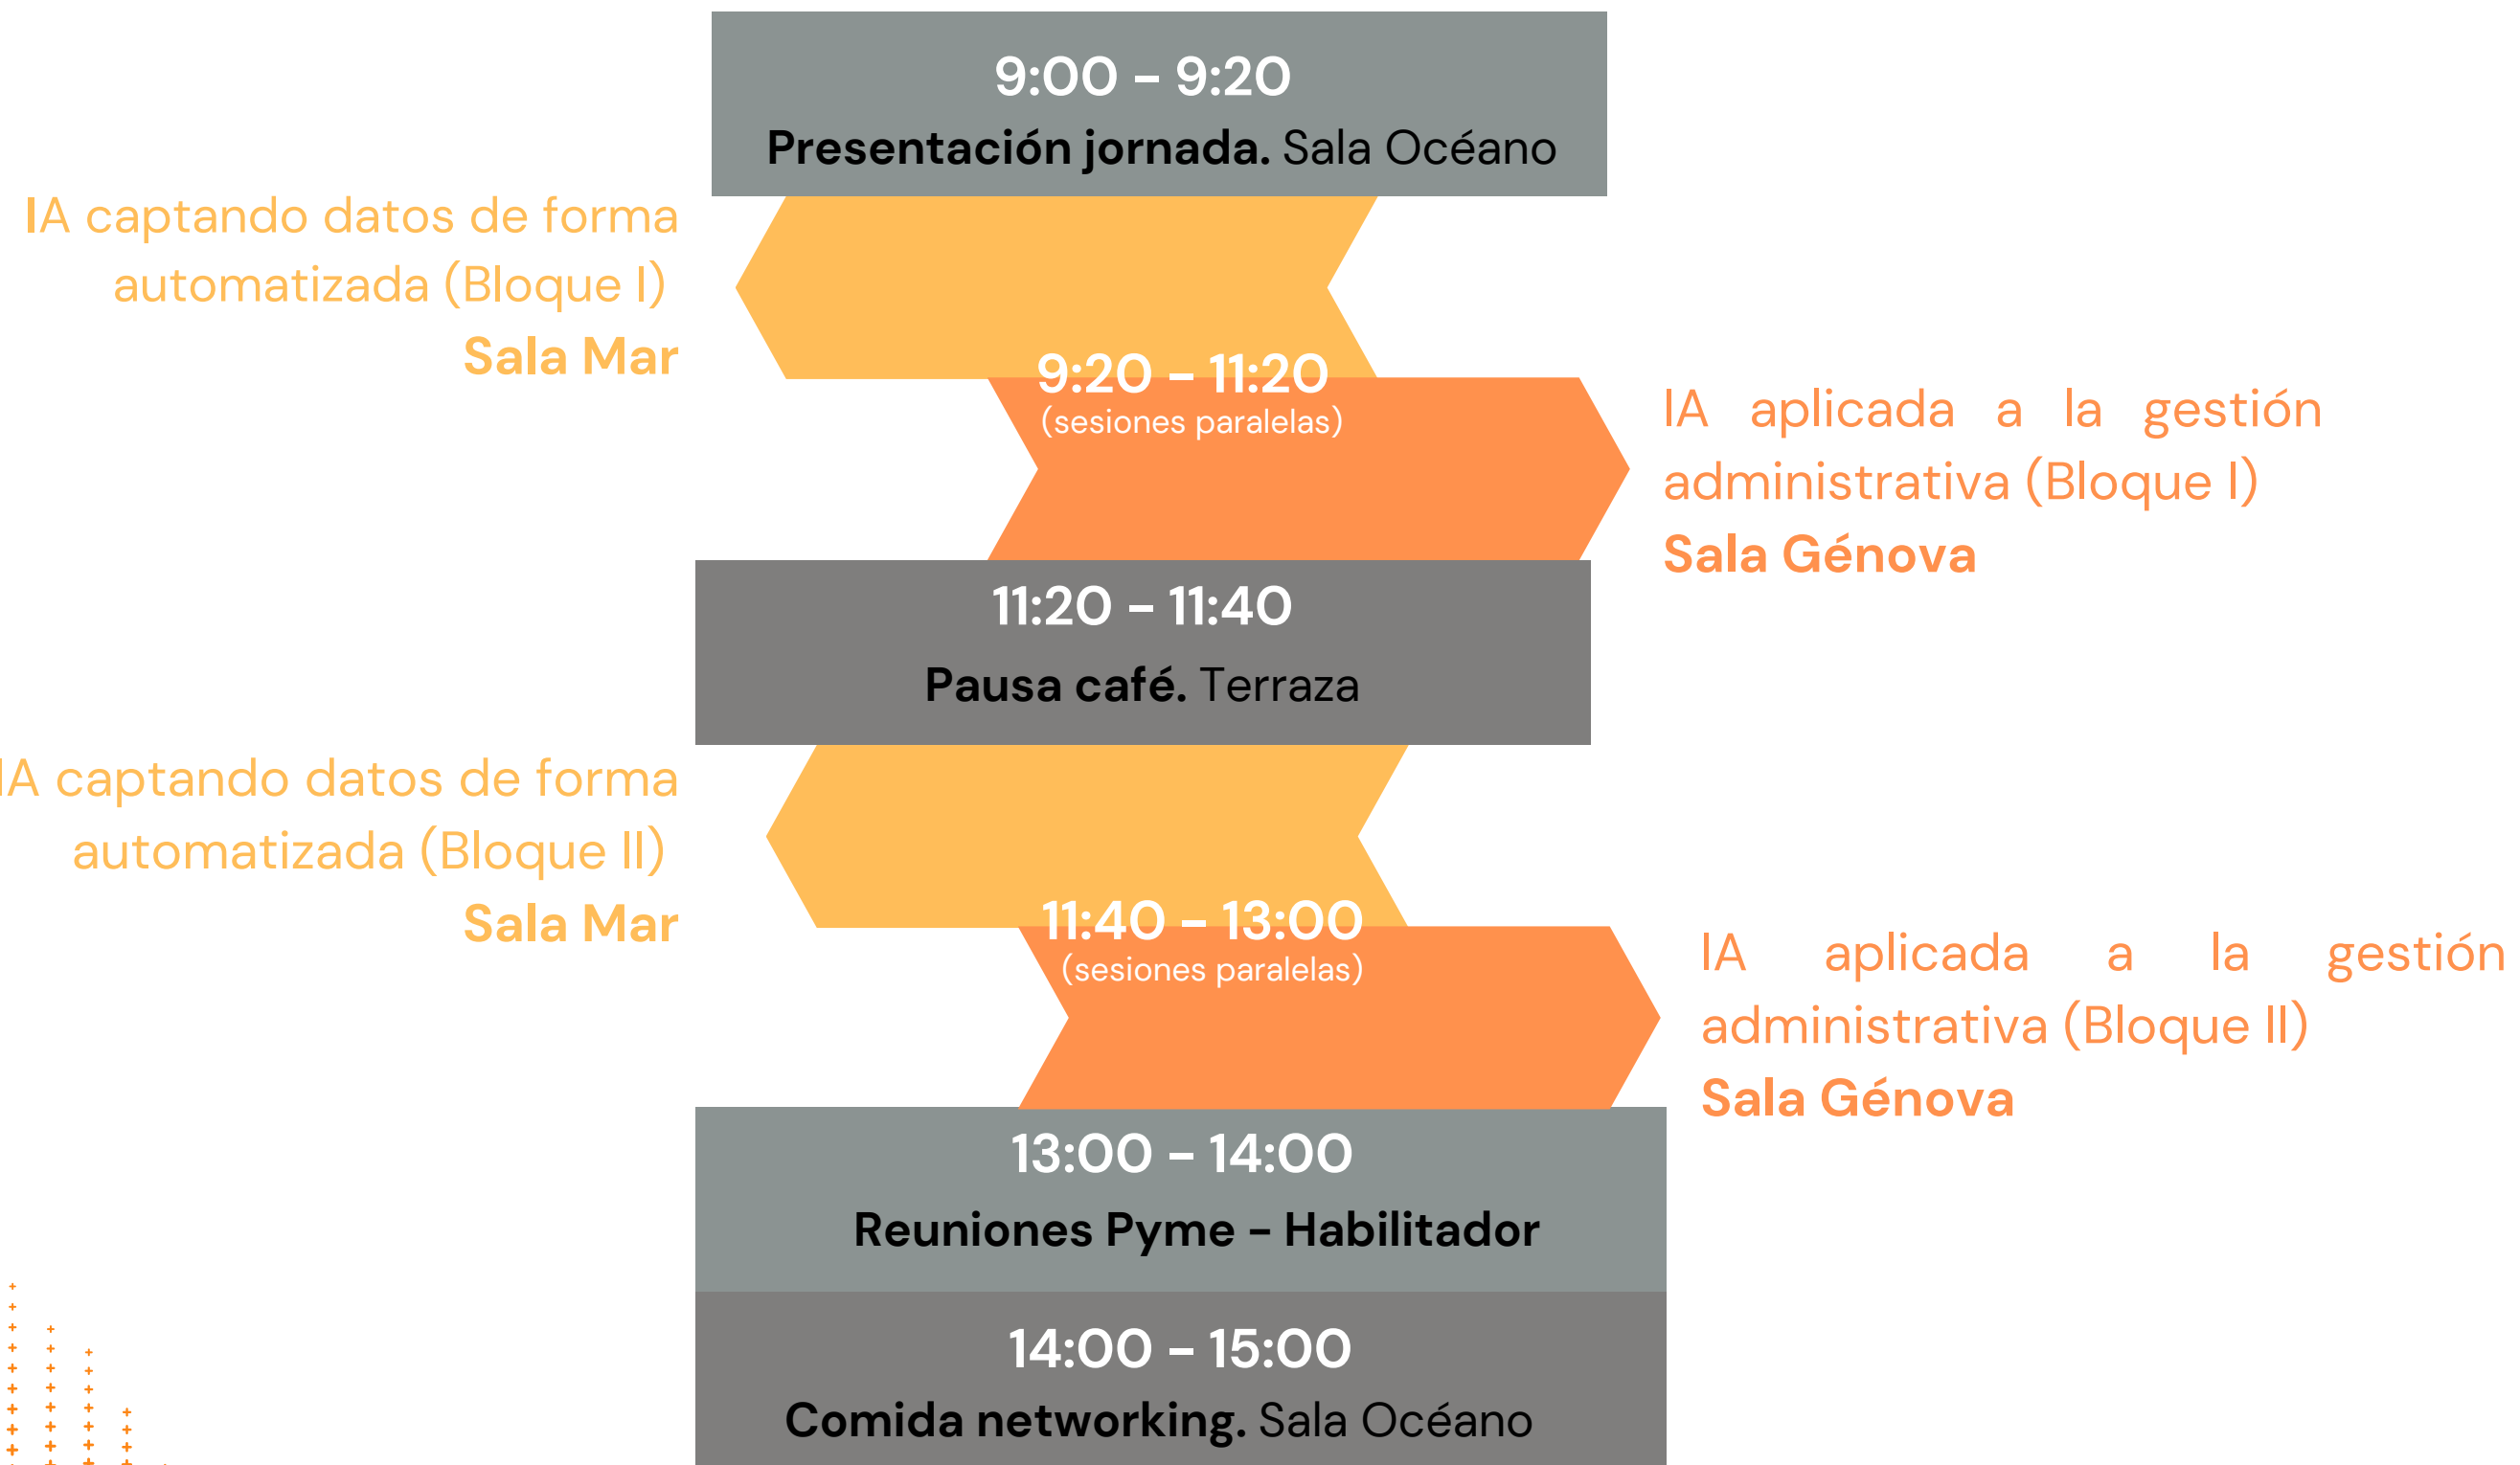 9:00 - 9:20
Presentación jornada. Sala Océano
IA captando datos de forma
automatizada (Bloque I)
Sala Mar
9:20 - 11:20
(sesiones paralelas)
IA aplicada a la gestión
administrativa (Bloque I)
Sala Génova
11:20 - 11:40
Pausa café. Terraza
IA captando datos de forma
automatizada (Bloque II)
Sala Mar
11:40 - 13:00
(sesiones paralelas)
IA aplicada a la gestión
administrativa (Bloque II)
Sala Génova
13:00 - 14:00
Reuniones Pyme - Habilitador
14:00 - 15:00
Comida networking. Sala Océano